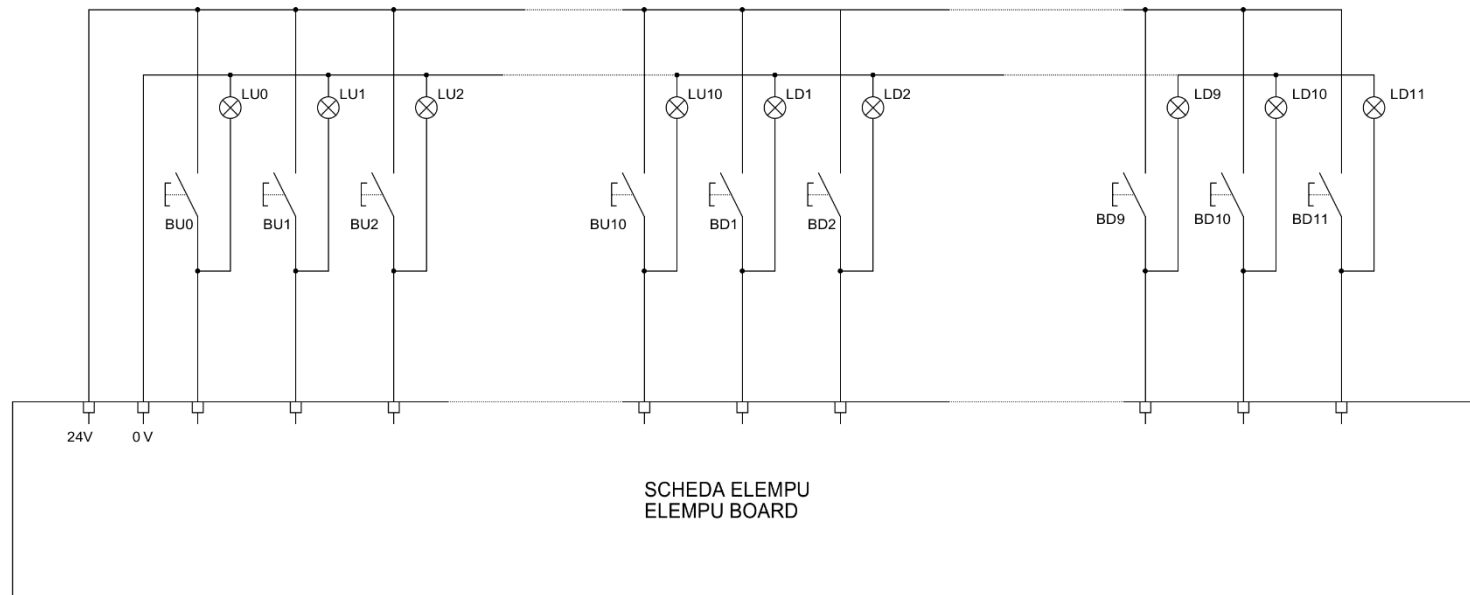 LU0 LU1 LU2 LU10 LD1 LD2 LD9 LD10 LD11
BU0 BU1 BU2 BU10 BD1 BD2 BD9 BD10 BD11
24V 0 V
SCHEDA ELEMPU
ELEMPU BOARD